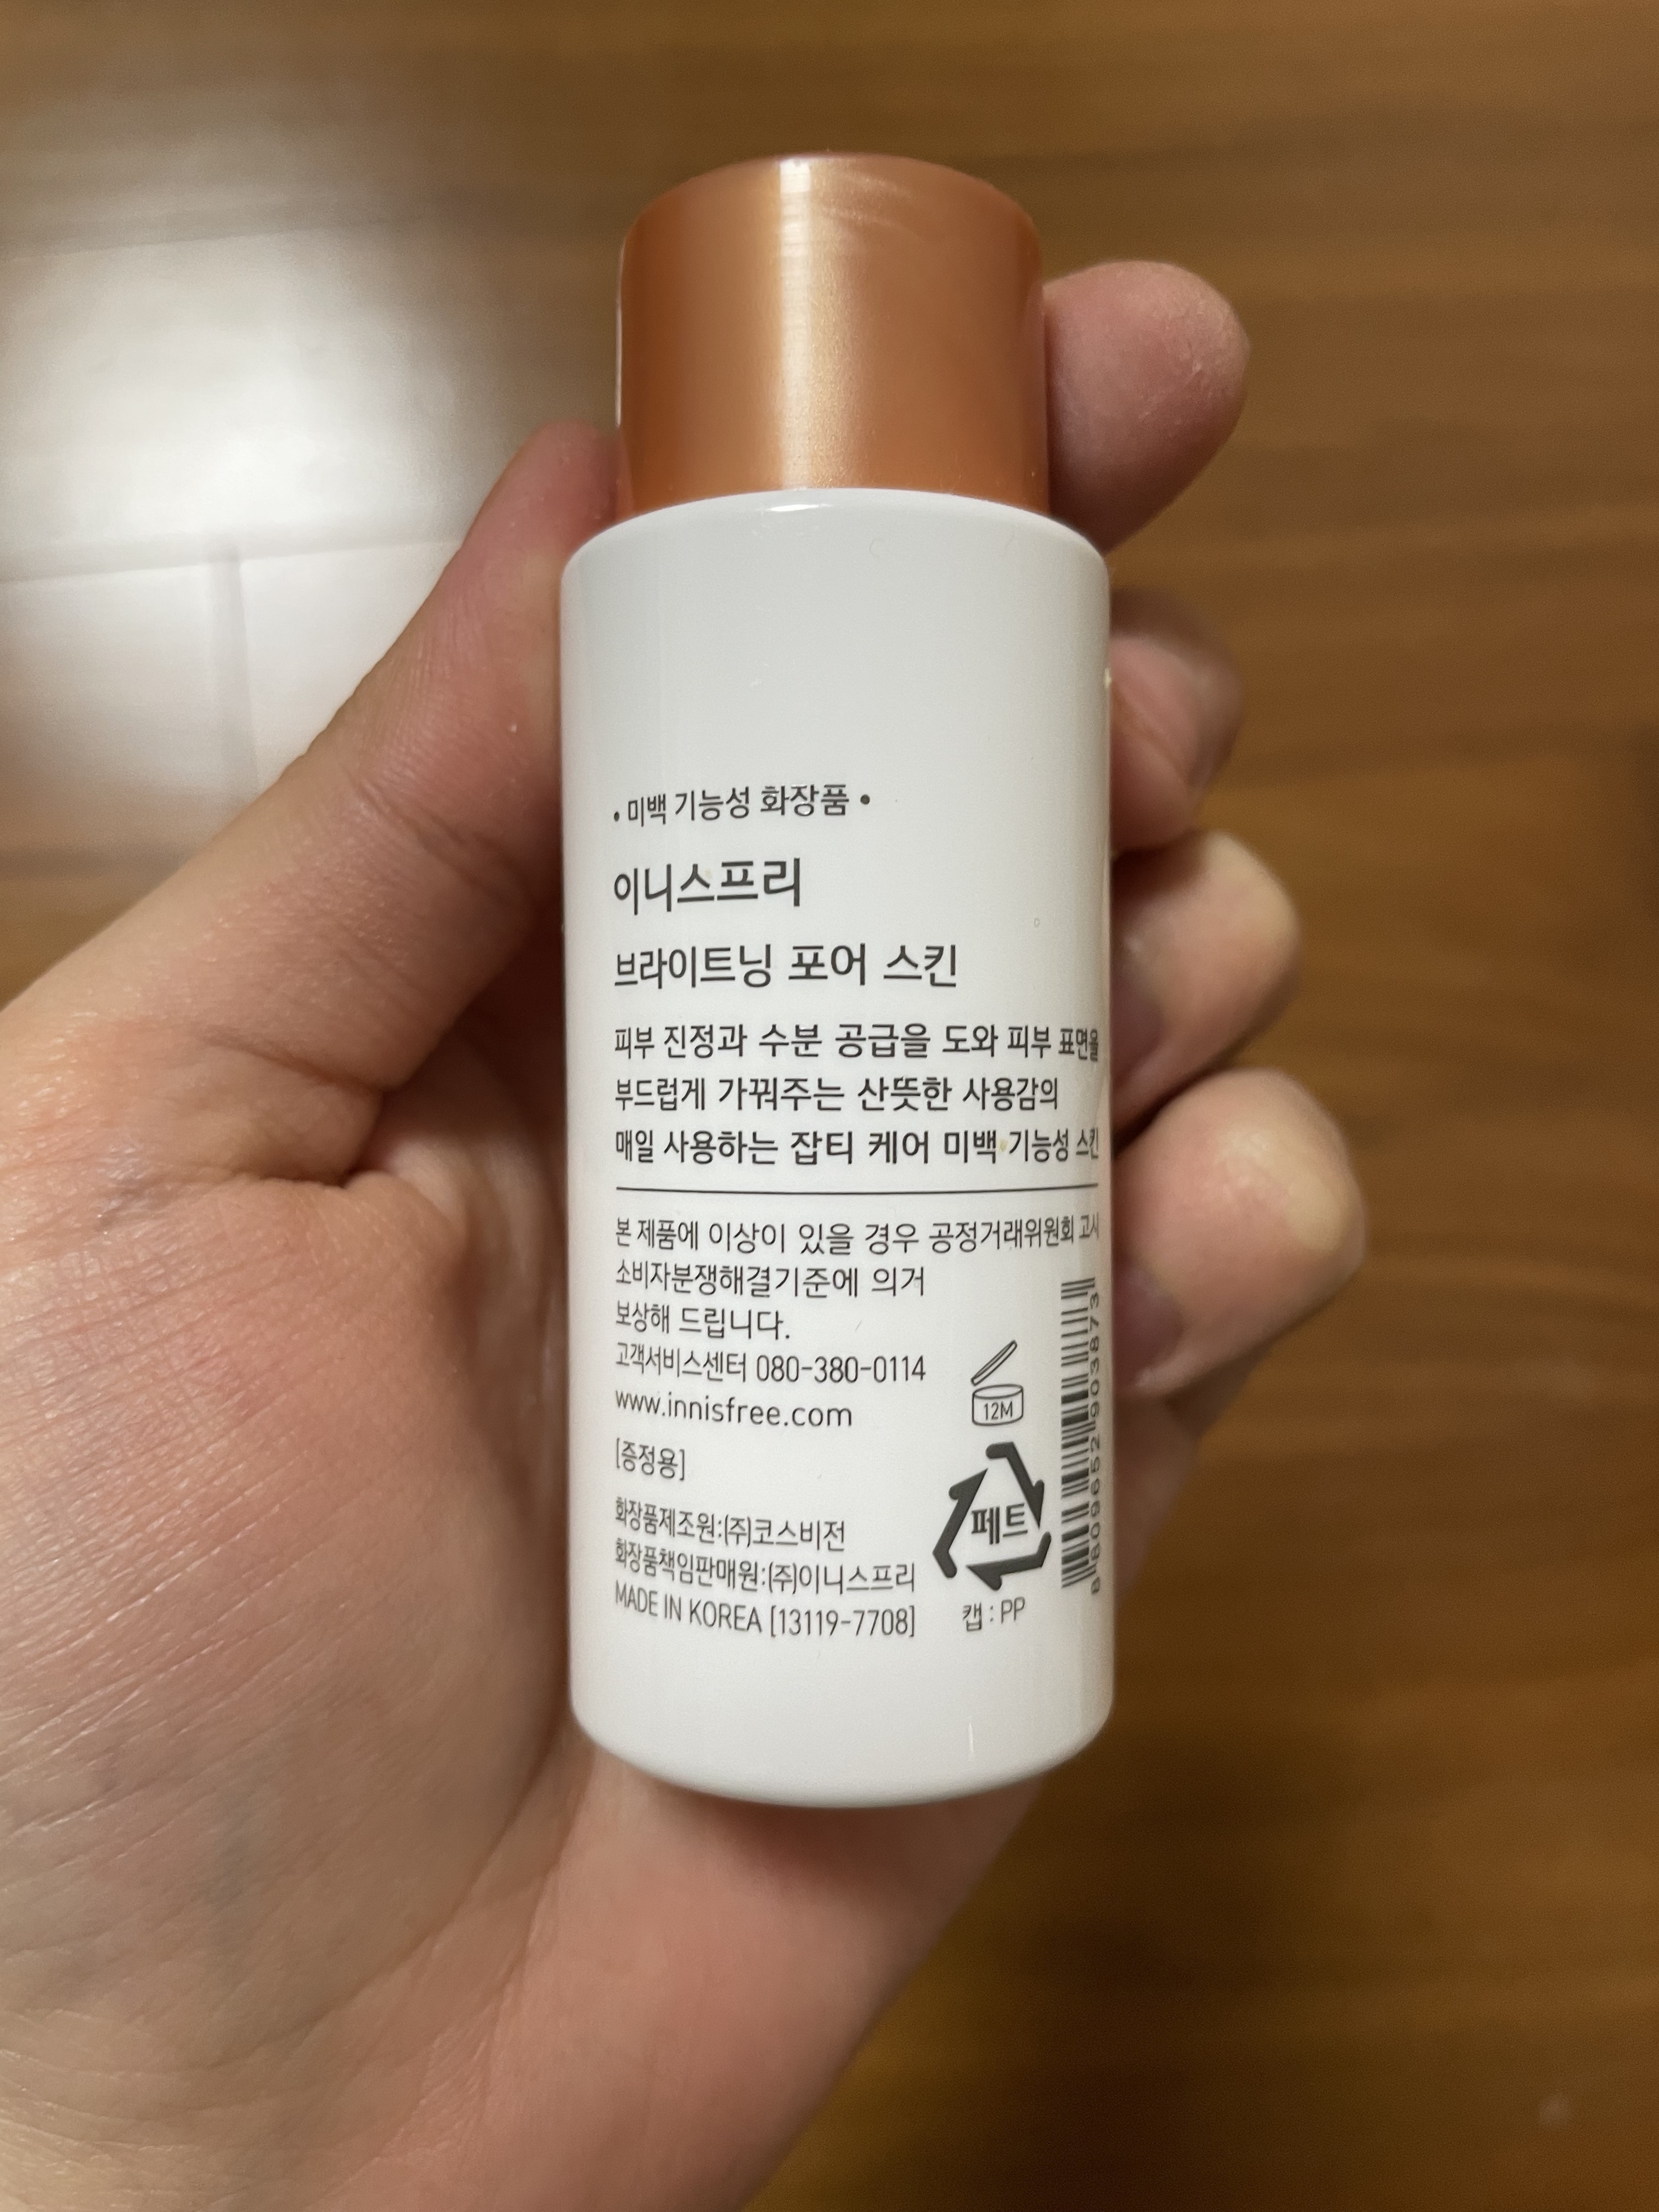 • 미백 기능성 화장품 •
이니스프리
브라이트닝 포어 스킨
피부 진정과 수분 공급을 도와 피부 표면을
부드럽게 가꿔주는 산뜻한 사용감의
매일 사용하는 잡티 케어 미백 기능성 스킨
본 제품에 이상이 있을 경우 공정거래위원회 고시
소비자분쟁해결기준에 의거
보상해 드립니다.
고객서비스센터 080-380-0114
www.innisfree.com
[증정용]
화장품제조원:(주)코스비전
화장품책임판매원:(주)이니스프리
MADE IN KOREA [13119-7708]
12M
페트
캡 : PP
8 809652 903873